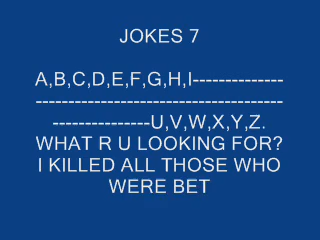 JOKES 7
A,B,C,D,E,F,G,H,I--------------
--------------------------------------
---------------U,V,W,X,Y,Z.
WHAT R U LOOKING FOR?
I KILLED ALL THOSE WHO
WERE BET